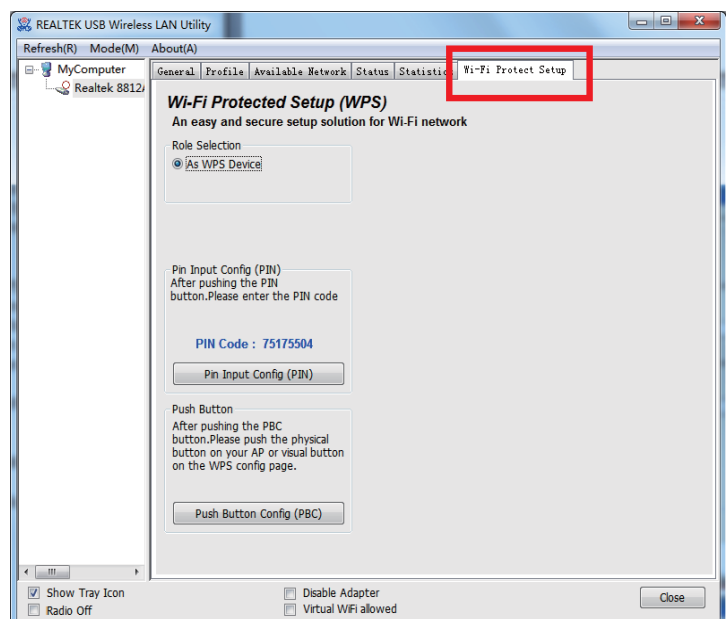 REALTEK USB Wireless LAN Utility
Refresh(R) Mode(M) About(A)
MyComputer
Realtek 8812A
General Profile Available Network Status Statistic Wi-Fi Protect Setup
Wi-Fi Protected Setup (WPS)
An easy and secure setup solution for Wi-Fi network
Role Selection
As WPS Device
Pin Input Config (PIN)
After pushing the PIN
button.Please enter the PIN code
PIN Code : 75175504
Pin Input Config (PIN)
Push Button
After pushing the PBC
button.Please push the physical
button on your AP or visual button
on the WPS config page.
Push Button Config (PBC)
Show Tray Icon
Radio Off
Disable Adapter
Virtual WiFi allowed
Close